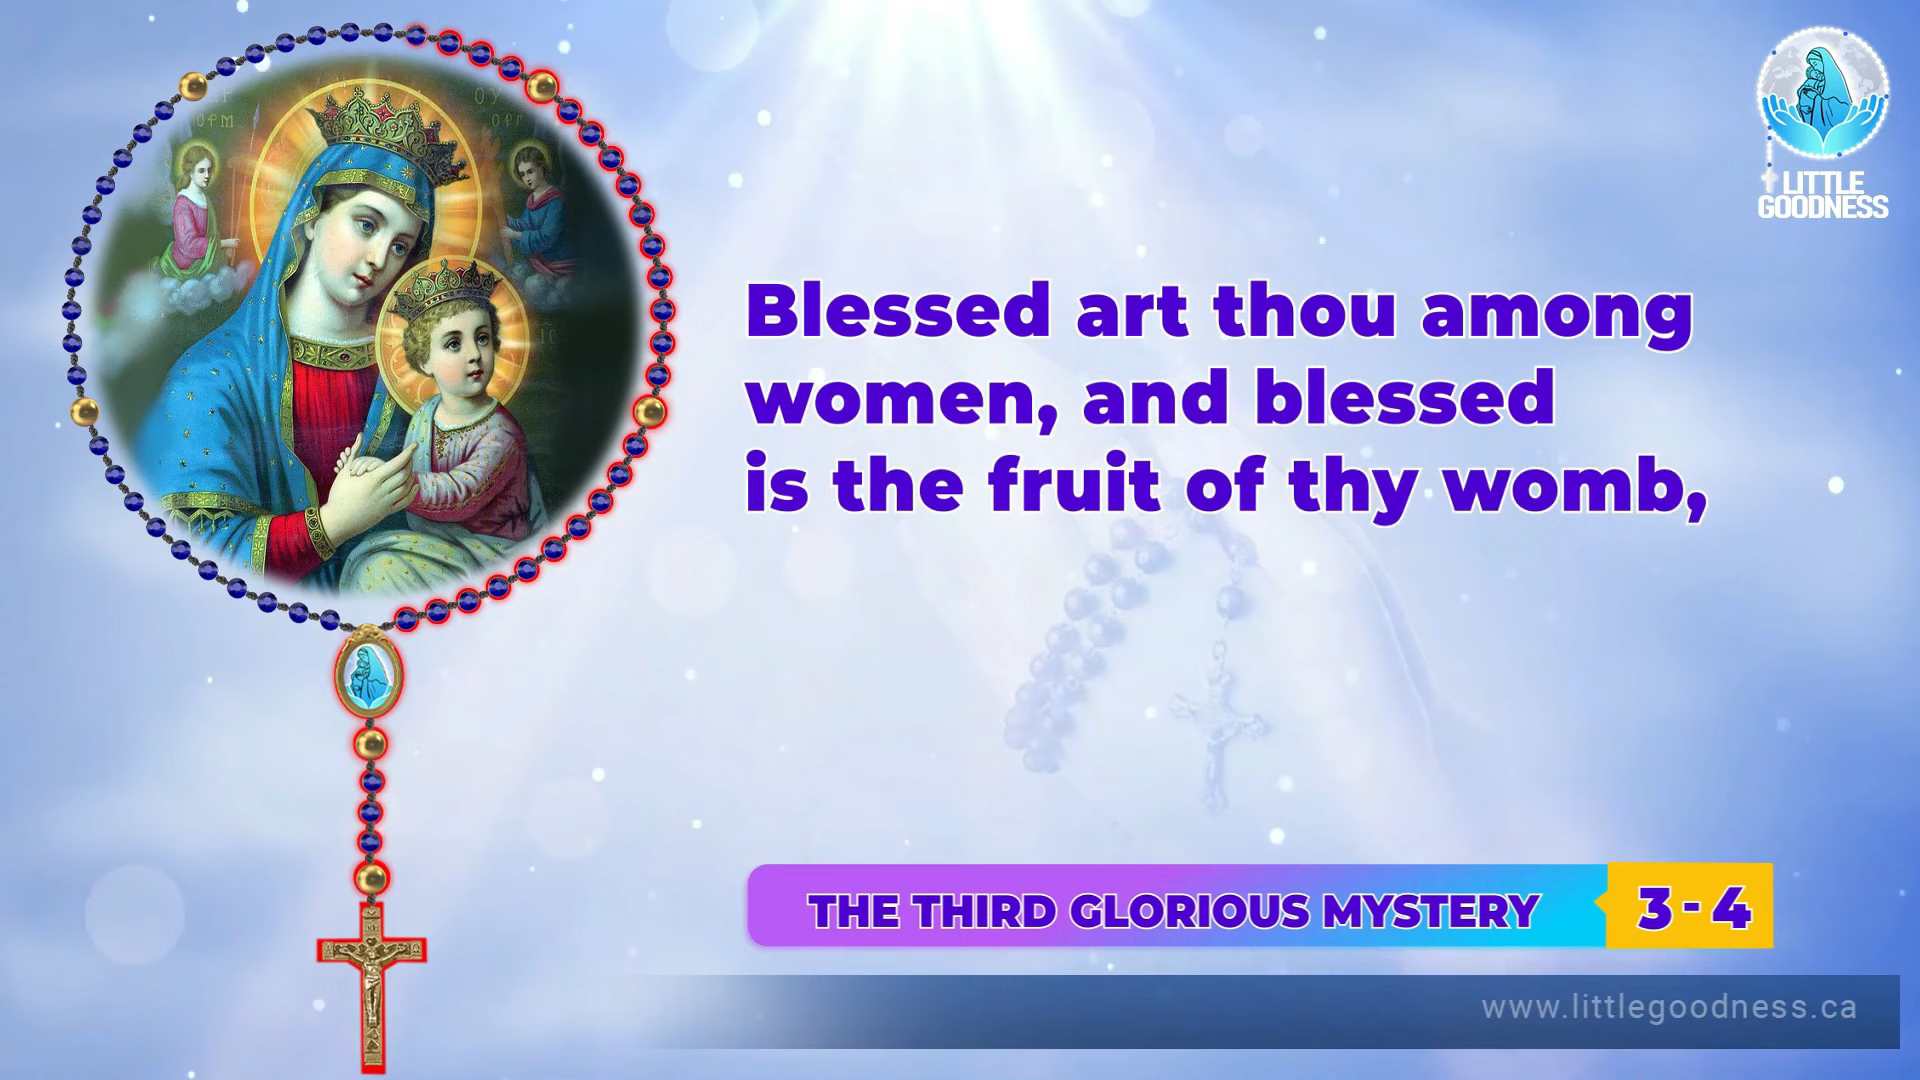 LITTLE
GOODNESS
Blessed art thou among
women, and blessed
is the fruit of thy womb,
THE THIRD GLORIOUS MYSTERY
3 - 4
www.littlegoodness.ca
INRI